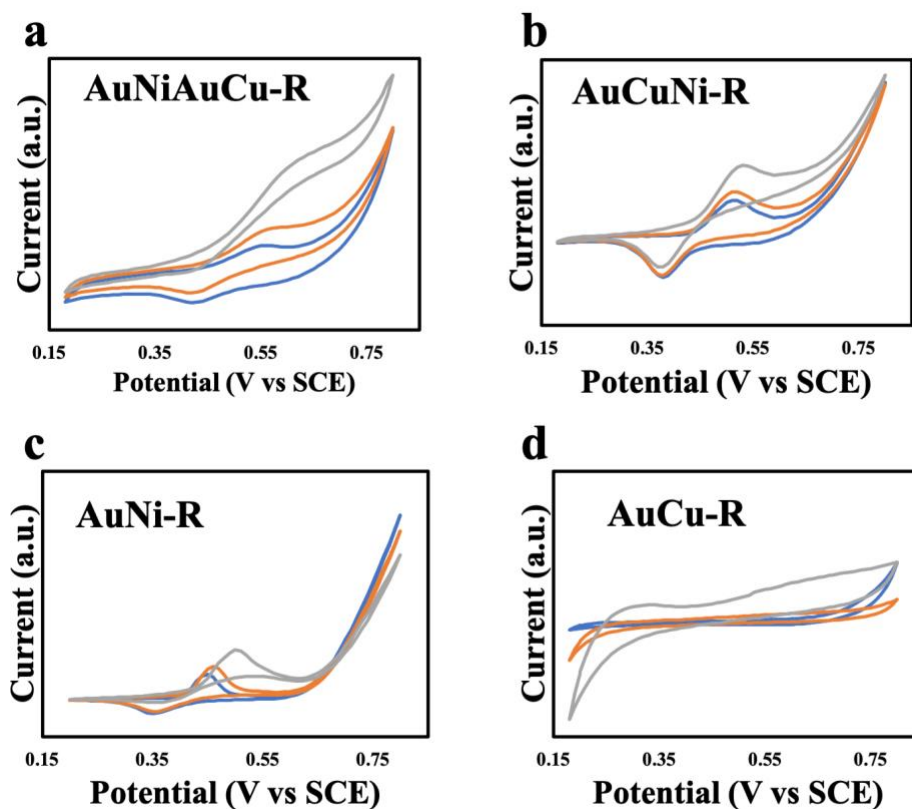 a
AuNiAuCu-R
Current (a.u.)
0.15 0.35 0.55 0.75
Potential (V vs SCE)
b
AuCuNi-R
Current (a.u.)
0.15 0.35 0.55 0.75
Potential (V vs SCE)
c
AuNi-R
Current (a.u.)
0.15 0.35 0.55 0.75
Potential (V vs SCE)
d
AuCu-R
Current (a.u.)
0.15 0.35 0.55 0.75
Potential (V vs SCE)